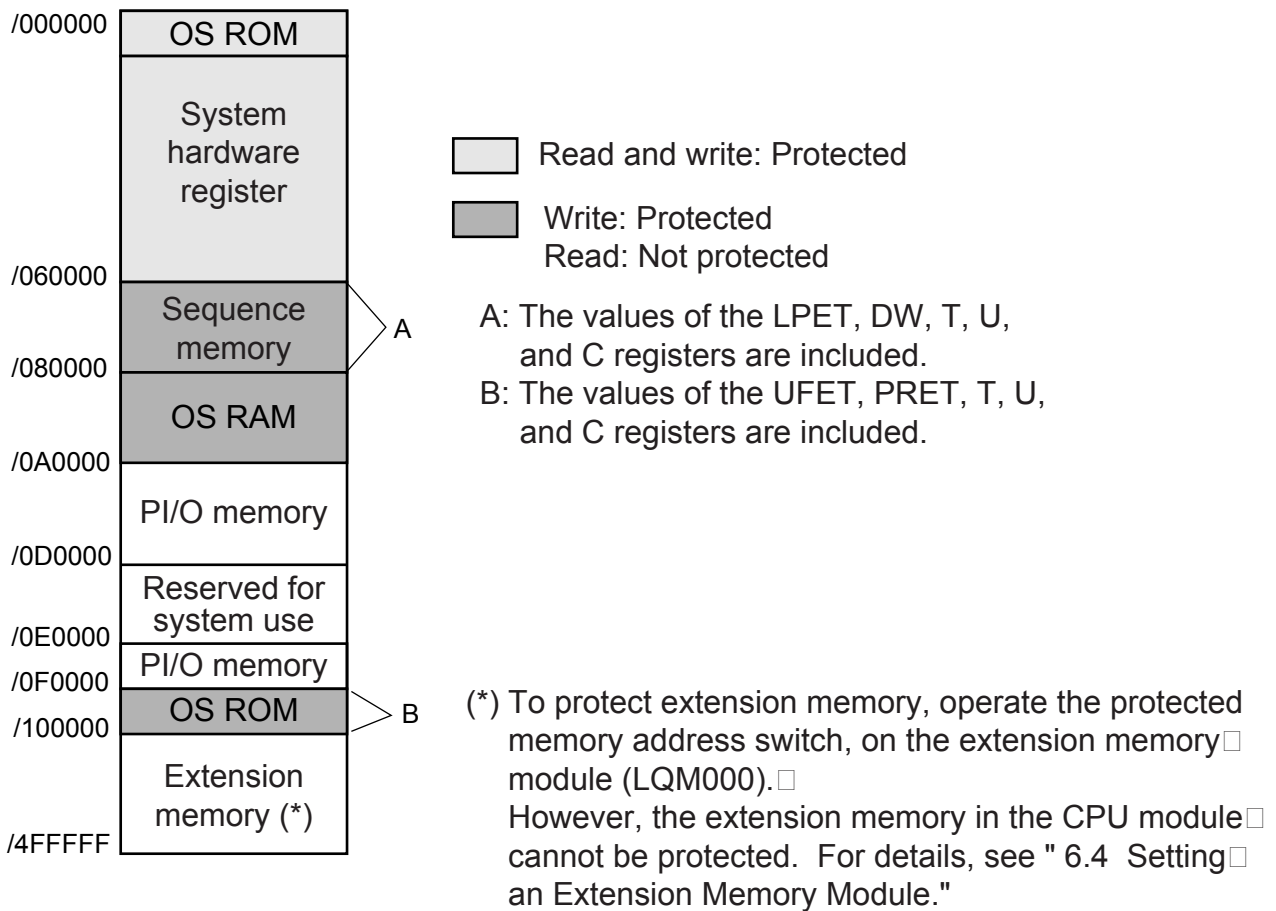 /000000
OS ROM
System
hardware
register
/060000
Sequence
memory
/080000
OS RAM
/0A0000
PI/O memory
/0D0000
Reserved for
system use
/0E0000
PI/O memory
/0F0000
OS ROM
/100000
Extension
memory (*)
/4FFFFF
A
B
Read and write: Protected
Write: Protected
Read: Not protected
A: The values of the LPET, DW, T, U,
and C registers are included.
B: The values of the UFET, PRET, T, U,
and C registers are included.
(*) To protect extension memory, operate the protected
memory address switch, on the extension memory□
module (LQM000).□
However, the extension memory in the CPU module□
cannot be protected.  For details, see " 6.4  Setting□
an Extension Memory Module."